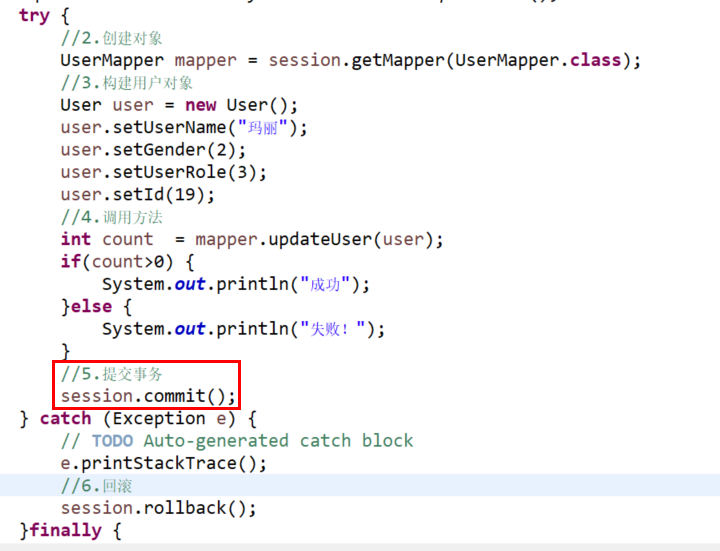 try {
//2.创建对象
UserMapper mapper = session.getMapper(UserMapper.class);
//3.构建用户对象
User user = new User();
user.setUserName("玛丽");
user.setGender(2);
user.setUserRole(3);
user.setId(19);
//4.调用方法
int count  = mapper.updateUser(user);
if(count>0) {
System.out.println("成功");
}else {
System.out.println("失败！");
}
//5.提交事务
session.commit();
} catch (Exception e) {
// TODO Auto-generated catch block
e.printStackTrace();
//6.回滚
session.rollback();
}finally {